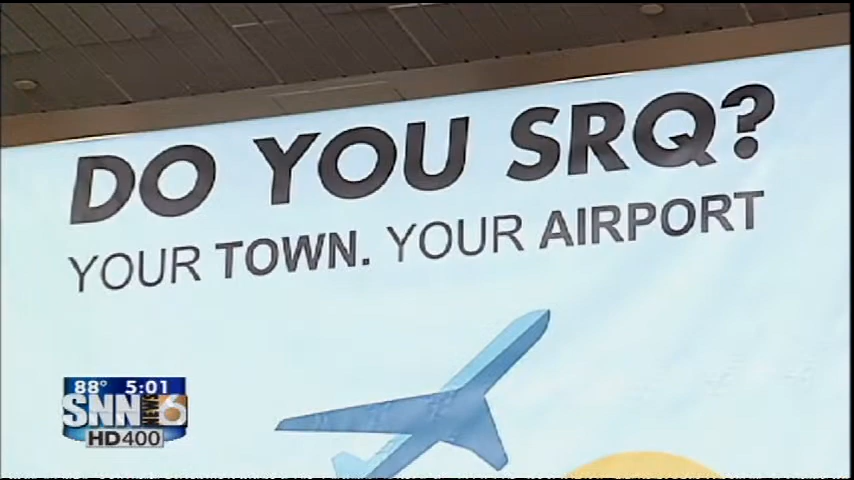 DO YOU SRQ?
YOUR TOWN. YOUR AIRPORT
88° 5:01
SNN NEWS 6
HD400